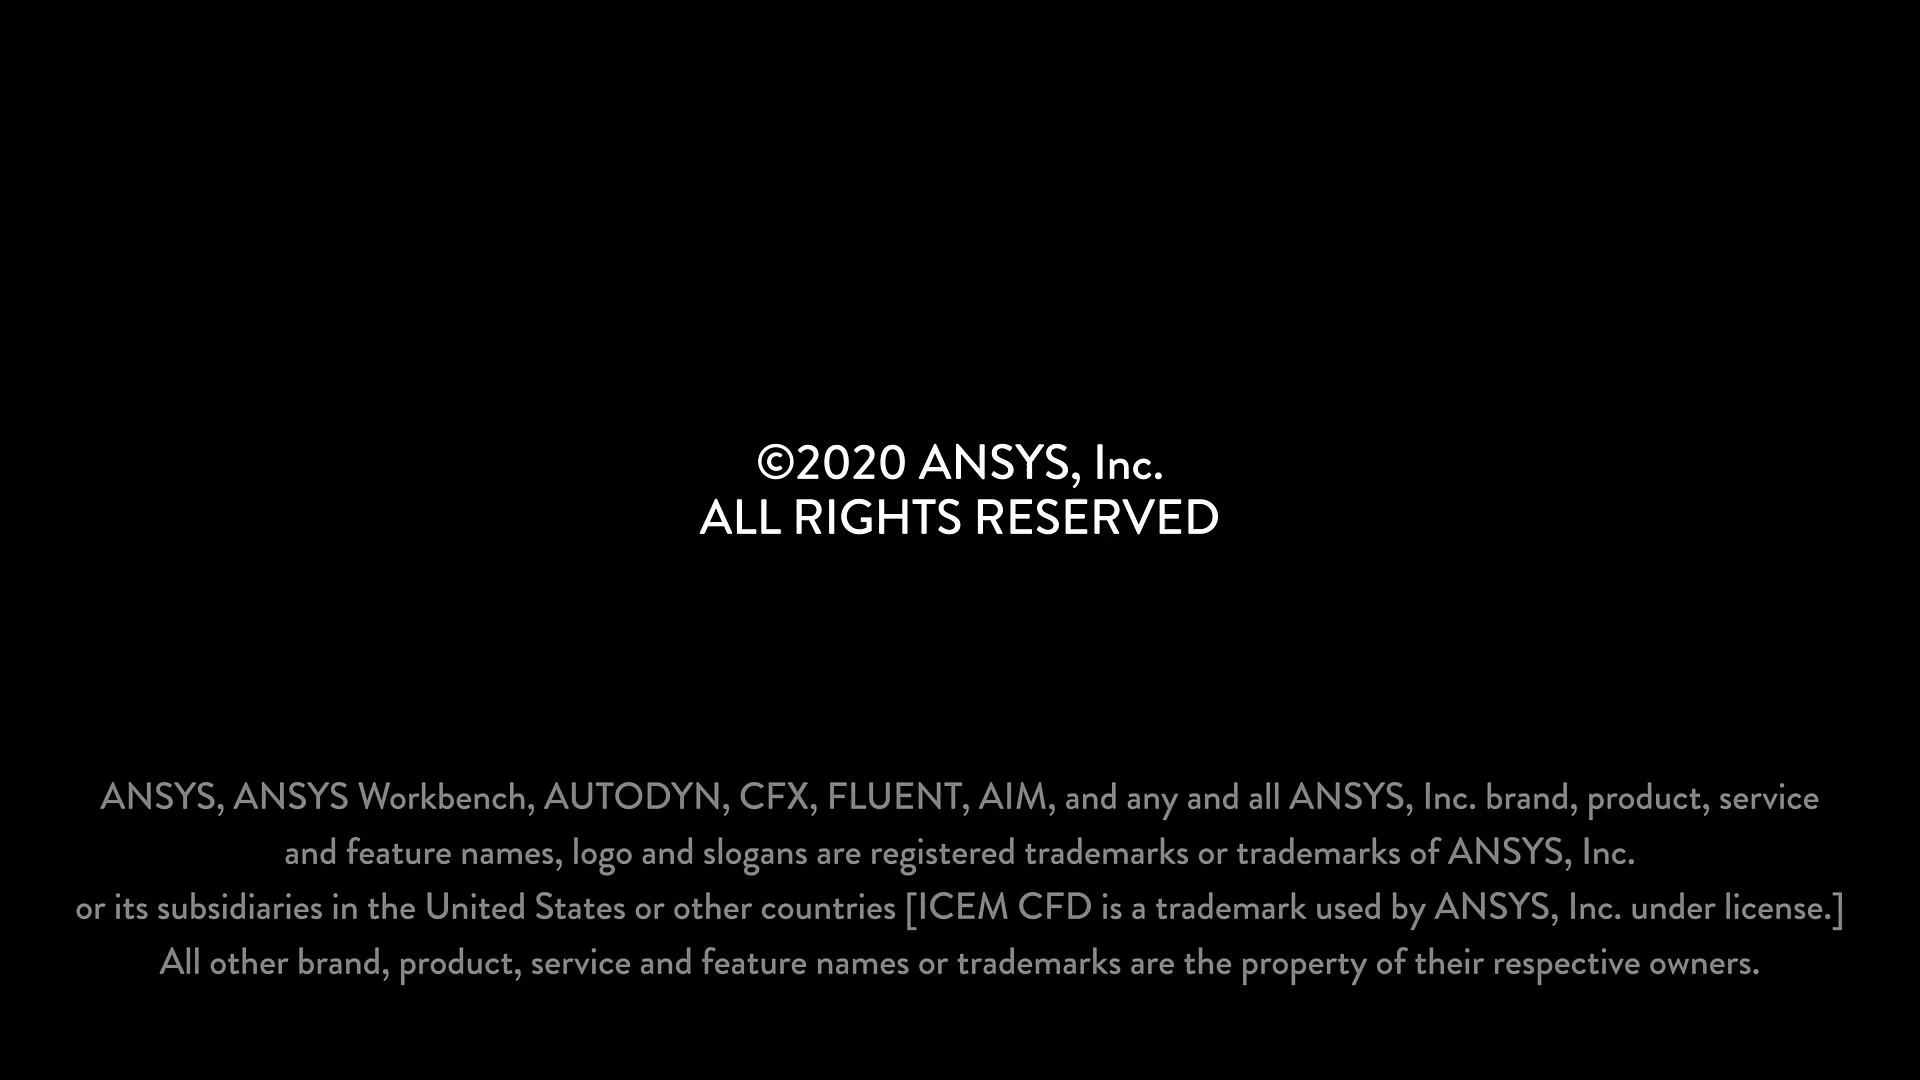 ©2020 ANSYS, Inc.
ALL RIGHTS RESERVED
ANSYS, ANSYS Workbench, AUTODYN, CFX, FLUENT, AIM, and any and all ANSYS, Inc. brand, product, service
and feature names, logo and slogans are registered trademarks or trademarks of ANSYS, Inc.
or its subsidiaries in the United States or other countries [ICEM CFD is a trademark used by ANSYS, Inc. under license.]
All other brand, product, service and feature names or trademarks are the property of their respective owners.